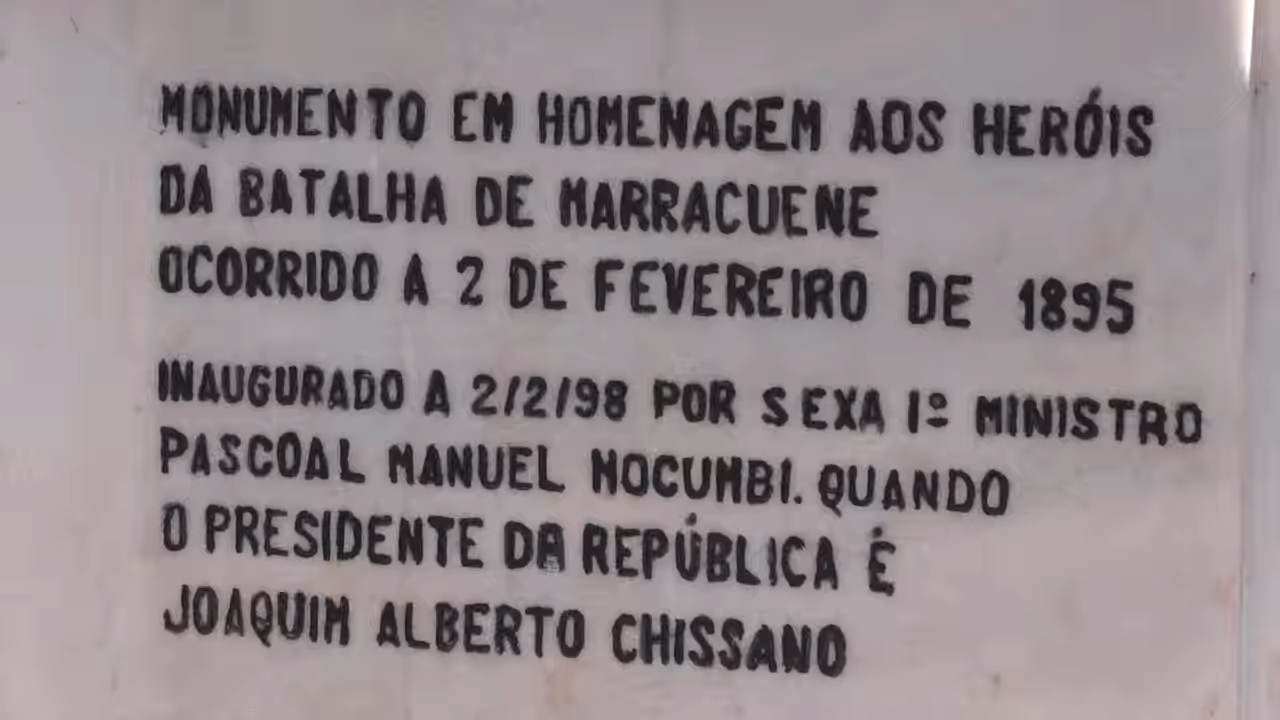 MONUMENTO EM HOMENAGEM AOS HERÓIS
DA BATALHA DE MARRACUENE
OCORRIDO A 2 DE FEVEREIRO DE 1895
INAUGURADO A 2/2/98 POR SEXA 1º MINISTRO
PASCOAL MANUEL MOCUMBI. QUANDO
O PRESIDENTE DA REPÚBLICA É
JOAQUIM ALBERTO CHISSANO